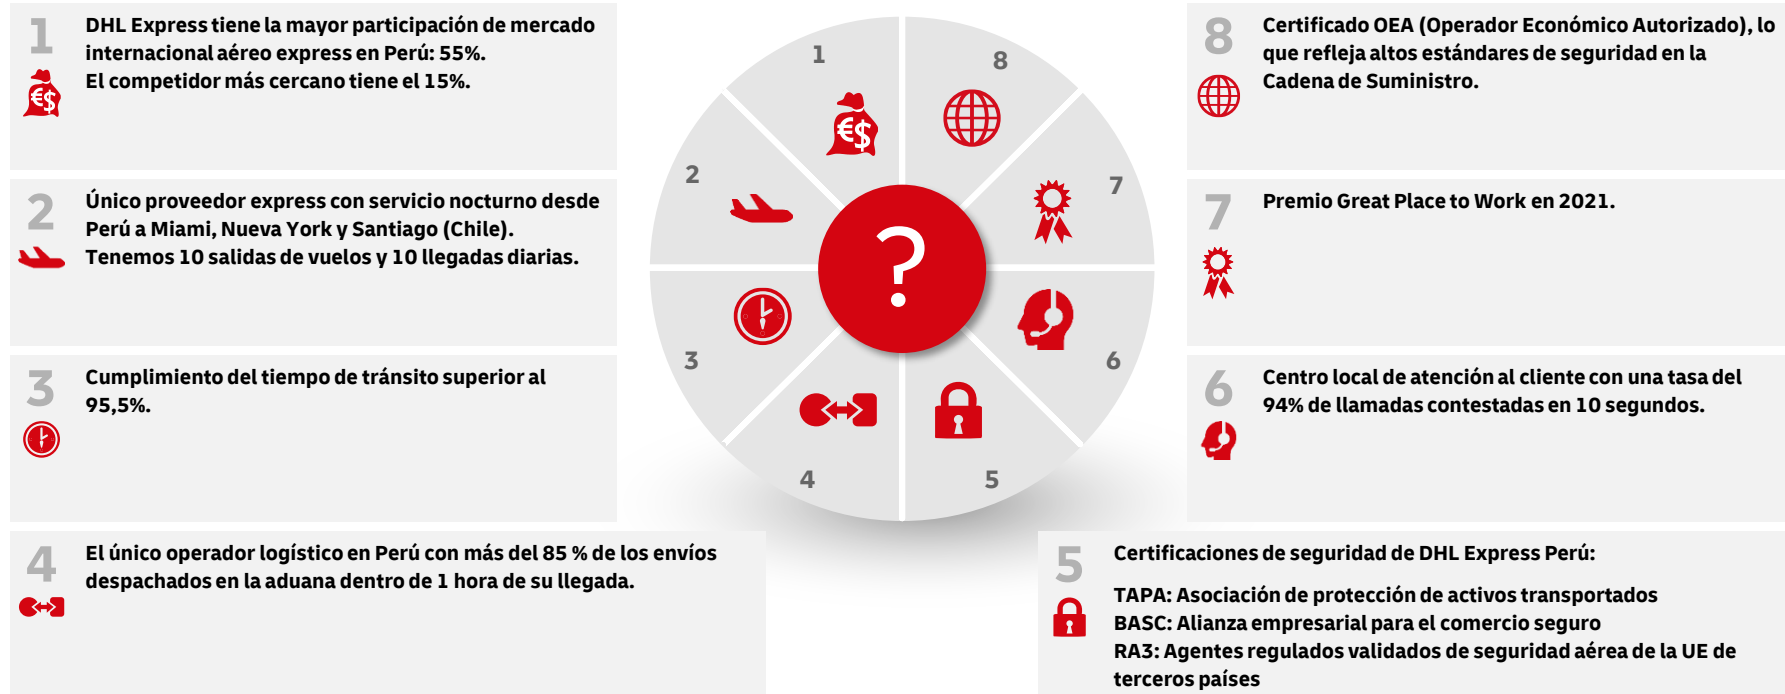 1
DHL Express tiene la mayor participación de mercado
internacional aéreo express en Perú: 55%.
El competidor más cercano tiene el 15%.
€$
2
Único proveedor express con servicio nocturno desde
Perú a Miami, Nueva York y Santiago (Chile).
Tenemos 10 salidas de vuelos y 10 llegadas diarias.
3
Cumplimiento del tiempo de tránsito superior al
95,5%.
4
El único operador logístico en Perú con más del 85 % de los envíos
despachados en la aduana dentro de 1 hora de su llegada.
1
€$
2
3
4
5
6
7
8
?
8
Certificado OEA (Operador Económico Autorizado), lo
que refleja altos estándares de seguridad en la
Cadena de Suministro.
7
Premio Great Place to Work en 2021.
6
Centro local de atención al cliente con una tasa del
94% de llamadas contestadas en 10 segundos.
5
Certificaciones de seguridad de DHL Express Perú:
TAPA: Asociación de protección de activos transportados
BASC: Alianza empresarial para el comercio seguro
RA3: Agentes regulados validados de seguridad aérea de la UE de
terceros países